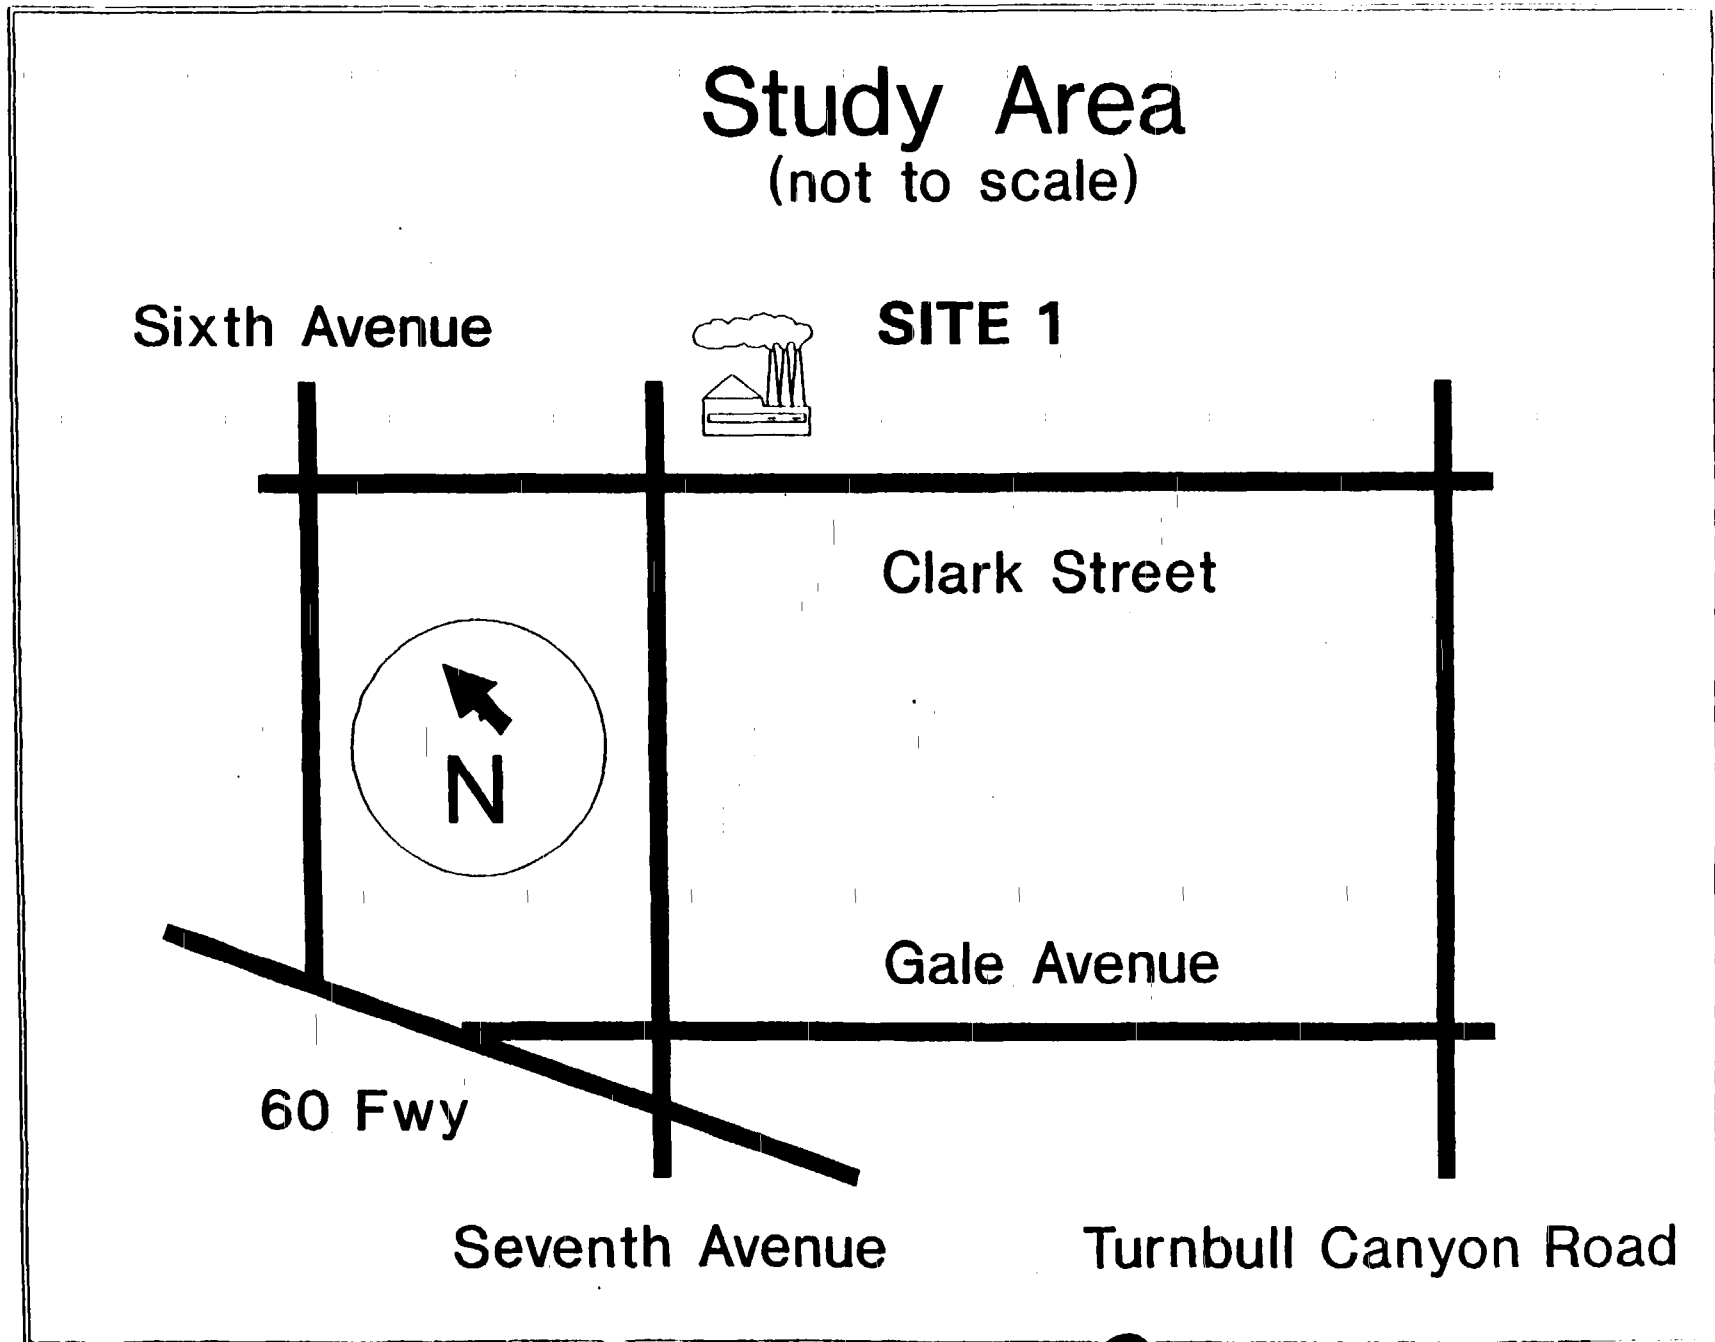 Study Area
(not to scale)
Sixth Avenue
SITE 1
Clark Street
N
Gale Avenue
60 Fwy
Seventh Avenue
Turnbull Canyon Road